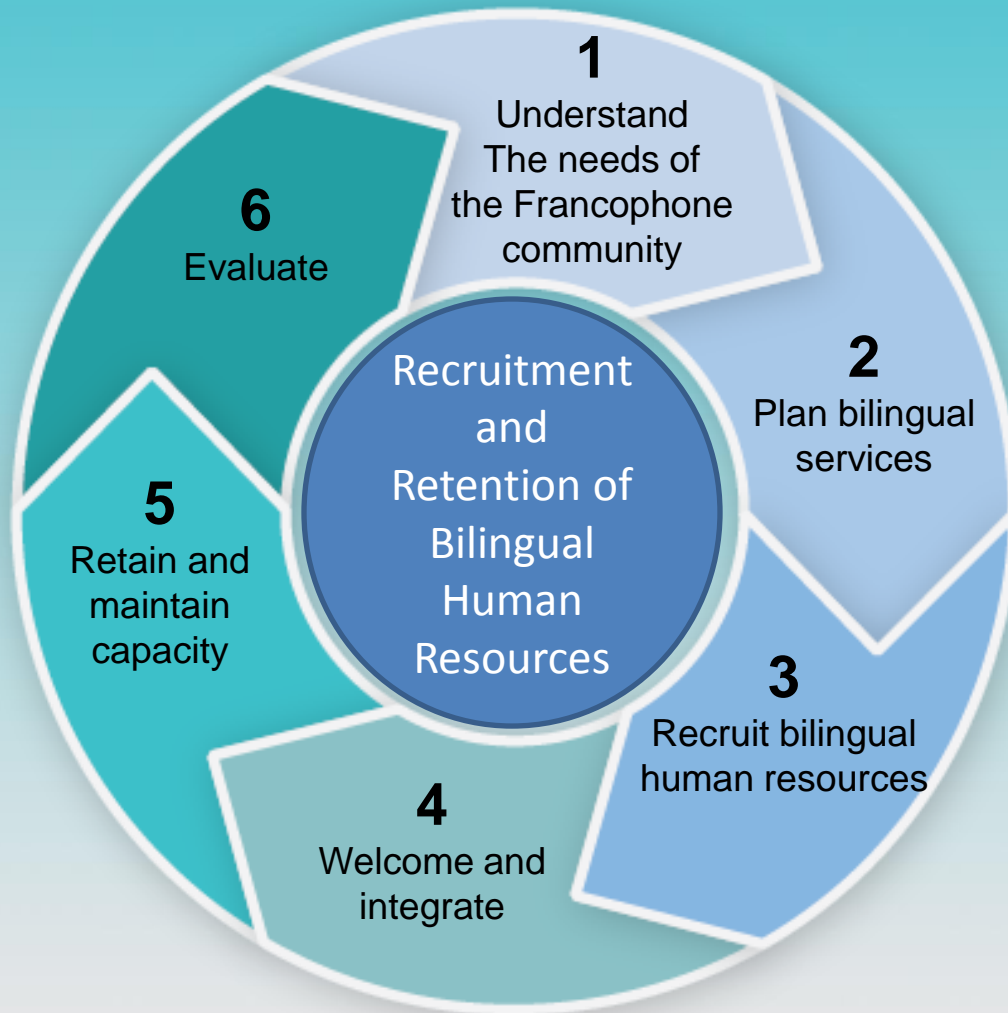 1
Understand
The needs of
the Francophone
community
2
Plan bilingual
services
3
Recruit bilingual
human resources
4
Welcome and
integrate
5
Retain and
maintain
capacity
6
Evaluate
Recruitment
and
Retention of
Bilingual
Human
Resources